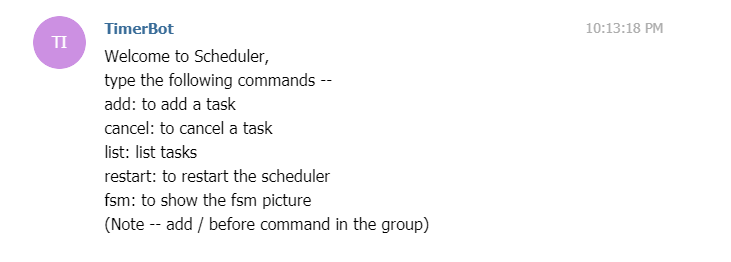 TI
TimerBot
10:13:18 PM
Welcome to Scheduler,
type the following commands --
add: to add a task
cancel: to cancel a task
list: list tasks
restart: to restart the scheduler
fsm: to show the fsm picture
(Note -- add / before command in the group)